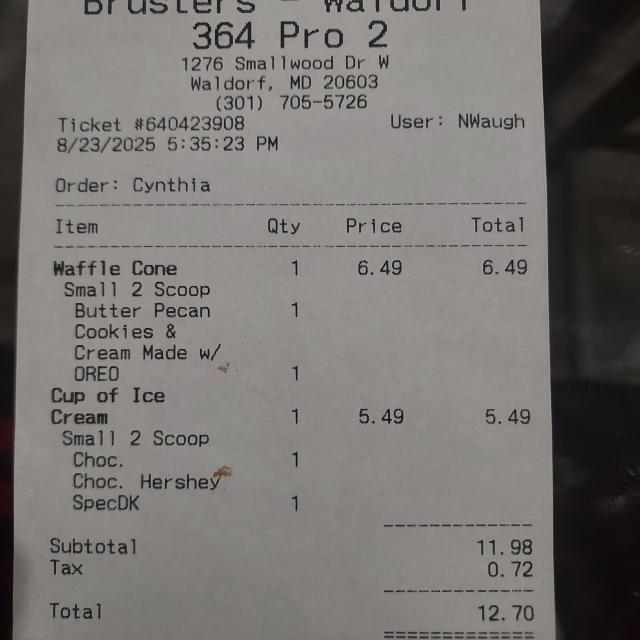 Brusters - Waldorf
364 Pro 2
1276 Smallwood Dr W
Waldorf, MD 20603
(301) 705-5726
Ticket #640423908 User: NWaugh
8/23/2025 5:35:23 PM
Order: Cynthia
Item Qty Price Total
Waffle Cone 1 6.49 6.49
Small 2 Scoop
Butter Pecan 1
Cookies &
Cream Made w/
OREO 1
Cup of Ice
Cream 1 5.49 5.49
Small 2 Scoop
Choc. 1
Choc. Hershey
SpecDK 1
Subtotal 11.98
Tax 0.72
Total 12.70